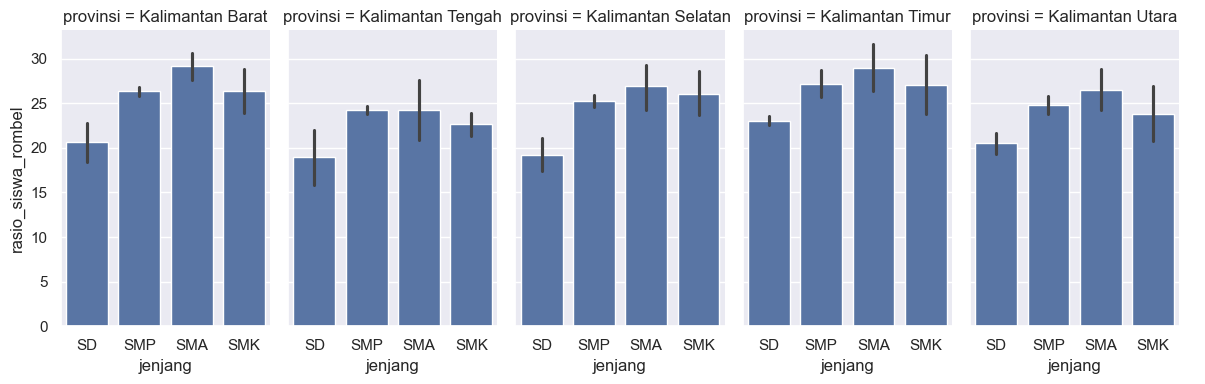 provinsi = Kalimantan Barat
provinsi = Kalimantan Tengah
provinsi = Kalimantan Selatan
provinsi = Kalimantan Timur
provinsi = Kalimantan Utara
rasio_siswa_rombel
30
25
20
15
10
5
0
SD SMP SMA SMK
SD SMP SMA SMK
SD SMP SMA SMK
SD SMP SMA SMK
SD SMP SMA SMK
jenjang
jenjang
jenjang
jenjang
jenjang